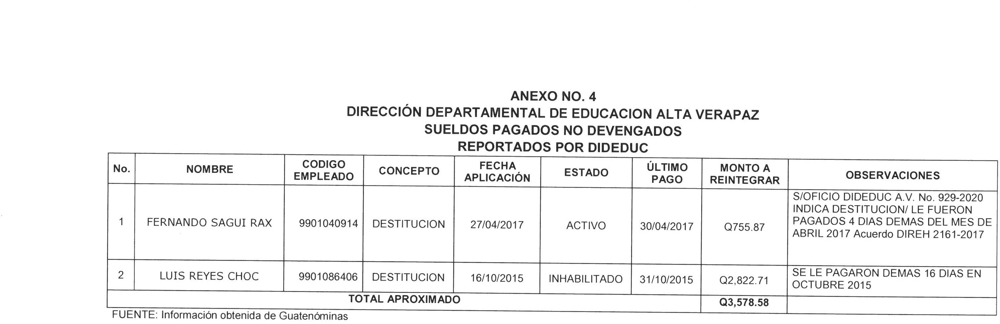 ANEXO NO. 4
DIRECCIÓN DEPARTAMENTAL DE EDUCACION ALTA VERAPAZ
SUELDOS PAGADOS NO DEVENGADOS
REPORTADOS POR DIDEDUC
No. NOMBRE CODIGO EMPLEADO CONCEPTO FECHA APLICACIÓN ESTADO ÚLTIMO PAGO MONTO A REINTEGRAR OBSERVACIONES
1 FERNANDO SAGUI RAX 9901040914 DESTITUCION 27/04/2017 ACTIVO 30/04/2017 Q755.87 S/OFICIO DIDEDUC A.V. No. 929-2020
INDICA DESTITUCION/ LE FUERON
PAGADOS 4 DIAS DEMAS DEL MES DE
ABRIL 2017 Acuerdo DIREH 2161-2017
2 LUIS REYES CHOC 9901086406 DESTITUCION 16/10/2015 INHABILITADO 31/10/2015 Q2,822.71 SE LE PAGARON DEMAS 16 DIAS EN
OCTUBRE 2015
TOTAL APROXIMADO Q3,578.58
FUENTE: Información obtenida de Guatenóminas